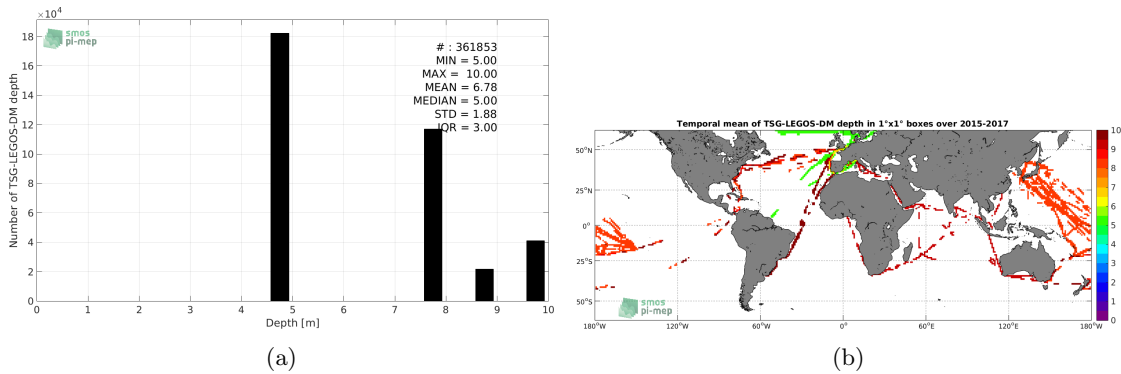 ×10⁴
18
16
14
12
10
8
6
4
2
0
Number of TSG-LEGOS-DM depth
smos
pi-mep
# : 361853
MIN = 5.00
MAX = 10.00
MEAN = 6.78
MEDIAN = 5.00
STD = 1.88
IQR = 3.00
0 1 2 3 4 5 6 7 8 9 10
Depth [m]
(a)
Temporal mean of TSG-LEGOS-DM depth in 1°x1° boxes over 2015-2017
50°N
25°N
0°
25°S
50°S
smos
pi-mep
180°W 120°W 60°W 0° 60°E 120°E 180°W
10
9
8
7
6
5
4
3
2
1
0
(b)